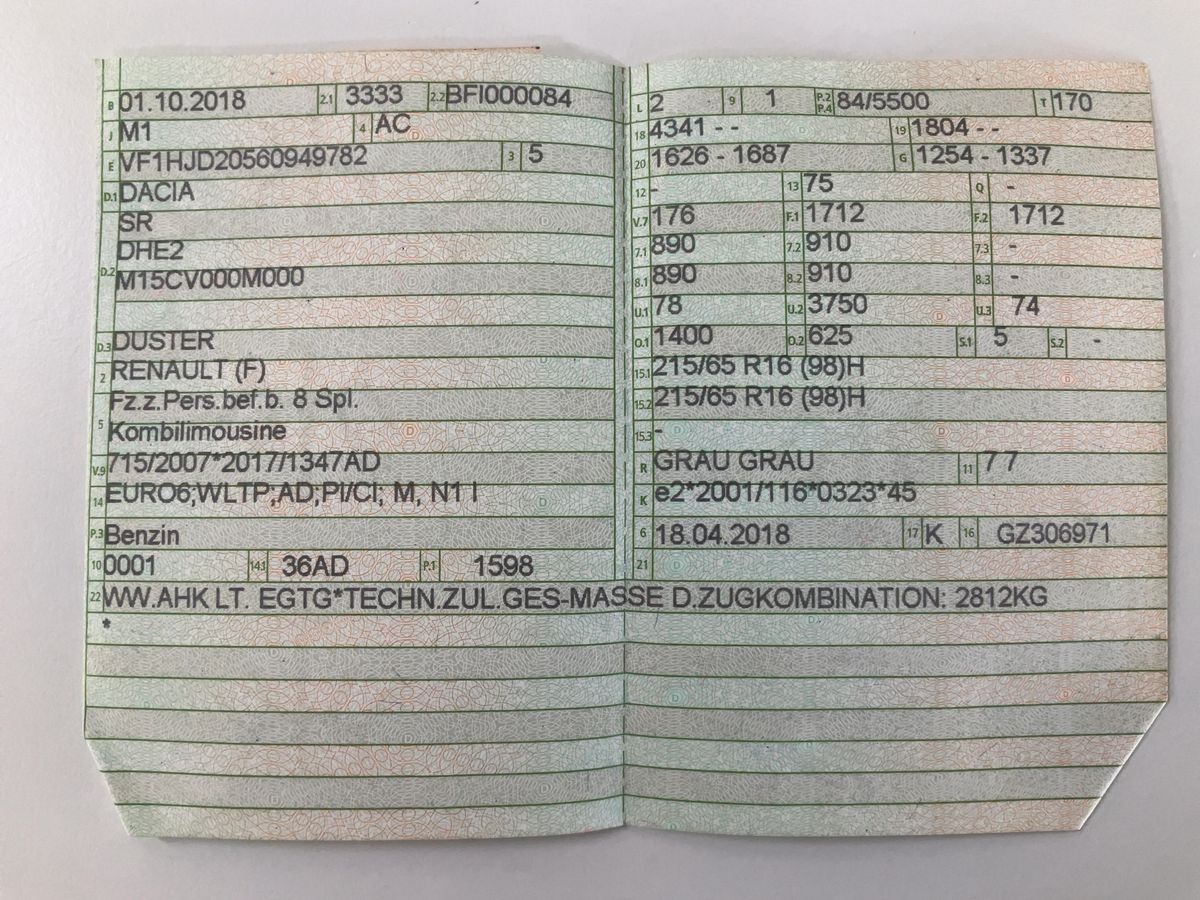 B 01.10.2018 2.1 3333 2.2 BFI000084
J M1 4 AC
E VF1HJD20560949782 3 5
D.1 DACIA
D.2 SR
DHE2
M15CV000M000
D.3 DUSTER
2 RENAULT (F)
5 Fz.z.Pers.bef.b. 8 Spl.
Kombilimousine
V.9 715/2007*2017/1347AD
14 EURO6;WLTP;AD;PI/CI; M, N1 I
P.3 Benzin
10 0001 14.1 36AD P.1 1598
L 2 9 1 P.2 P.4 84/5500 T 170
18 4341 - - 19 1804 - -
20 1626 - 1687 G 1254 - 1337
12 - 13 75 Q -
V.7 176 F.1 1712 F.2 1712
7.1 890 7.2 910 7.3 -
8.1 890 8.2 910 8.3 -
U.1 78 U.2 3750 U.3 74
O.1 1400 O.2 625 S.1 5 S.2 -
15.1 215/65 R16 (98)H
15.2 215/65 R16 (98)H
15.3 -
R GRAU GRAU 11 7 7
K e2*2001/116*0323*45
6 18.04.2018 17 K 16 GZ306971
21
22 WW.AHK LT. EGTG*TECHN.ZUL.GES-MASSE D.ZUGKOMBINATION: 2812KG
*